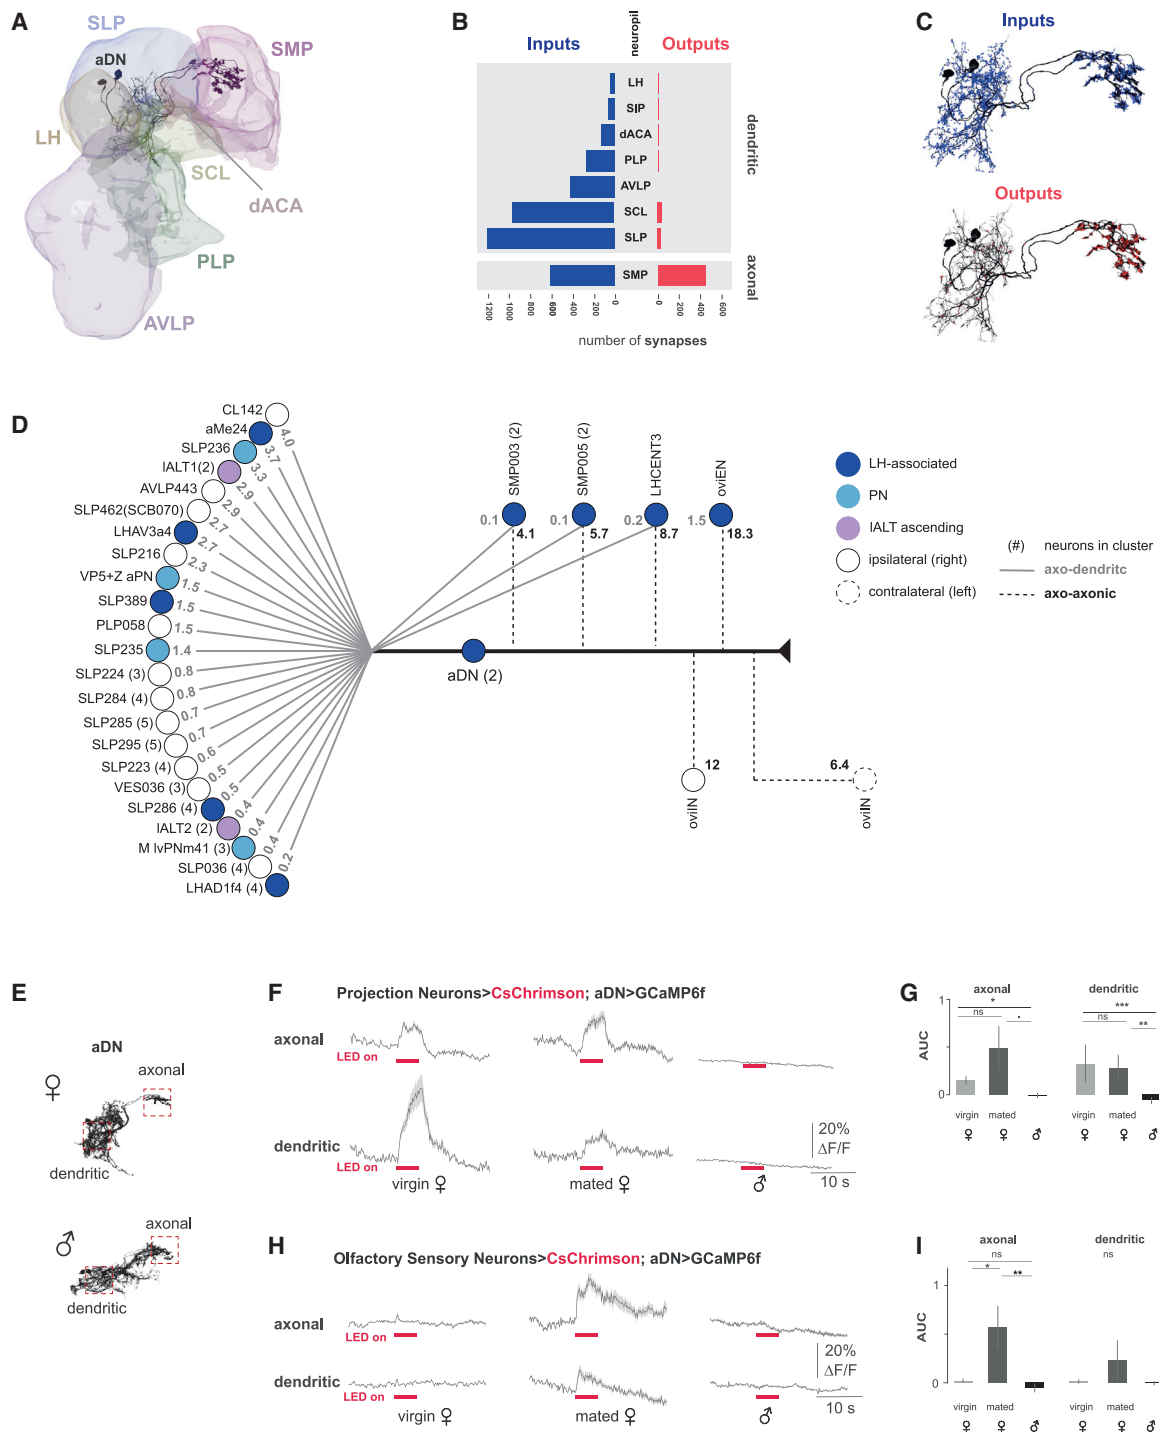 A
SLP
SMP
aDN
LH
SCL
dACA
PLP
AVLP
B
Inputs
neuropil
Outputs
LH
SIP
dACA
PLP
AVLP
SCL
SLP
SMP
dendritic
axonal
1200
1000
800
600
400
200
0
0
200
400
600
number of synapses
C
Inputs
Outputs
D
CL142
aMe24
SLP236
lALT1(2)
AVLP443
SLP462(SCB070)
LHAV3a4
SLP216
VP5+Z aPN
SLP389
PLP058
SLP235
SLP224 (3)
SLP284 (4)
SLP285 (5)
SLP295 (5)
SLP223 (4)
VES036 (3)
SLP286 (4)
lALT2 (2)
M lvPNm41 (3)
SLP036 (4)
LHAD1f4 (4)
4.0
3.7
3.3
2.9
2.9
2.7
2.7
2.3
1.5
1.5
1.5
1.4
0.8
0.8
0.7
0.7
0.6
0.5
0.5
0.4
0.4
0.4
0.2
SMP003 (2)
SMP005 (2)
LHCENT3
oviEN
0.1
4.1
0.1
5.7
0.2
8.7
1.5
18.3
aDN (2)
12
oviIN
6.4
oviIN
LH-associated
PN
lALT ascending
ipsilateral (right)
contralateral (left)
(#) neurons in cluster
axo-dendritc
axo-axonic
E
aDN
♀
axonal
dendritic
♂
axonal
dendritic
F
Projection Neurons>CsChrimson; aDN>GCaMP6f
axonal
LED on
dendritic
LED on
virgin ♀
mated ♀
♂
20%
ΔF/F
10 s
G
axonal
dendritic
1
AUC
0
*
ns
.
***
ns
**
virgin
mated
virgin
mated
♀
♀
♂
♀
♀
♂
H
Olfactory Sensory Neurons>CsChrimson; aDN>GCaMP6f
axonal
LED on
dendritic
LED on
virgin ♀
mated ♀
♂
20%
ΔF/F
10 s
I
axonal
dendritic
ns
ns
*
**
1
AUC
0
virgin
mated
virgin
mated
♀
♀
♂
♀
♀
♂